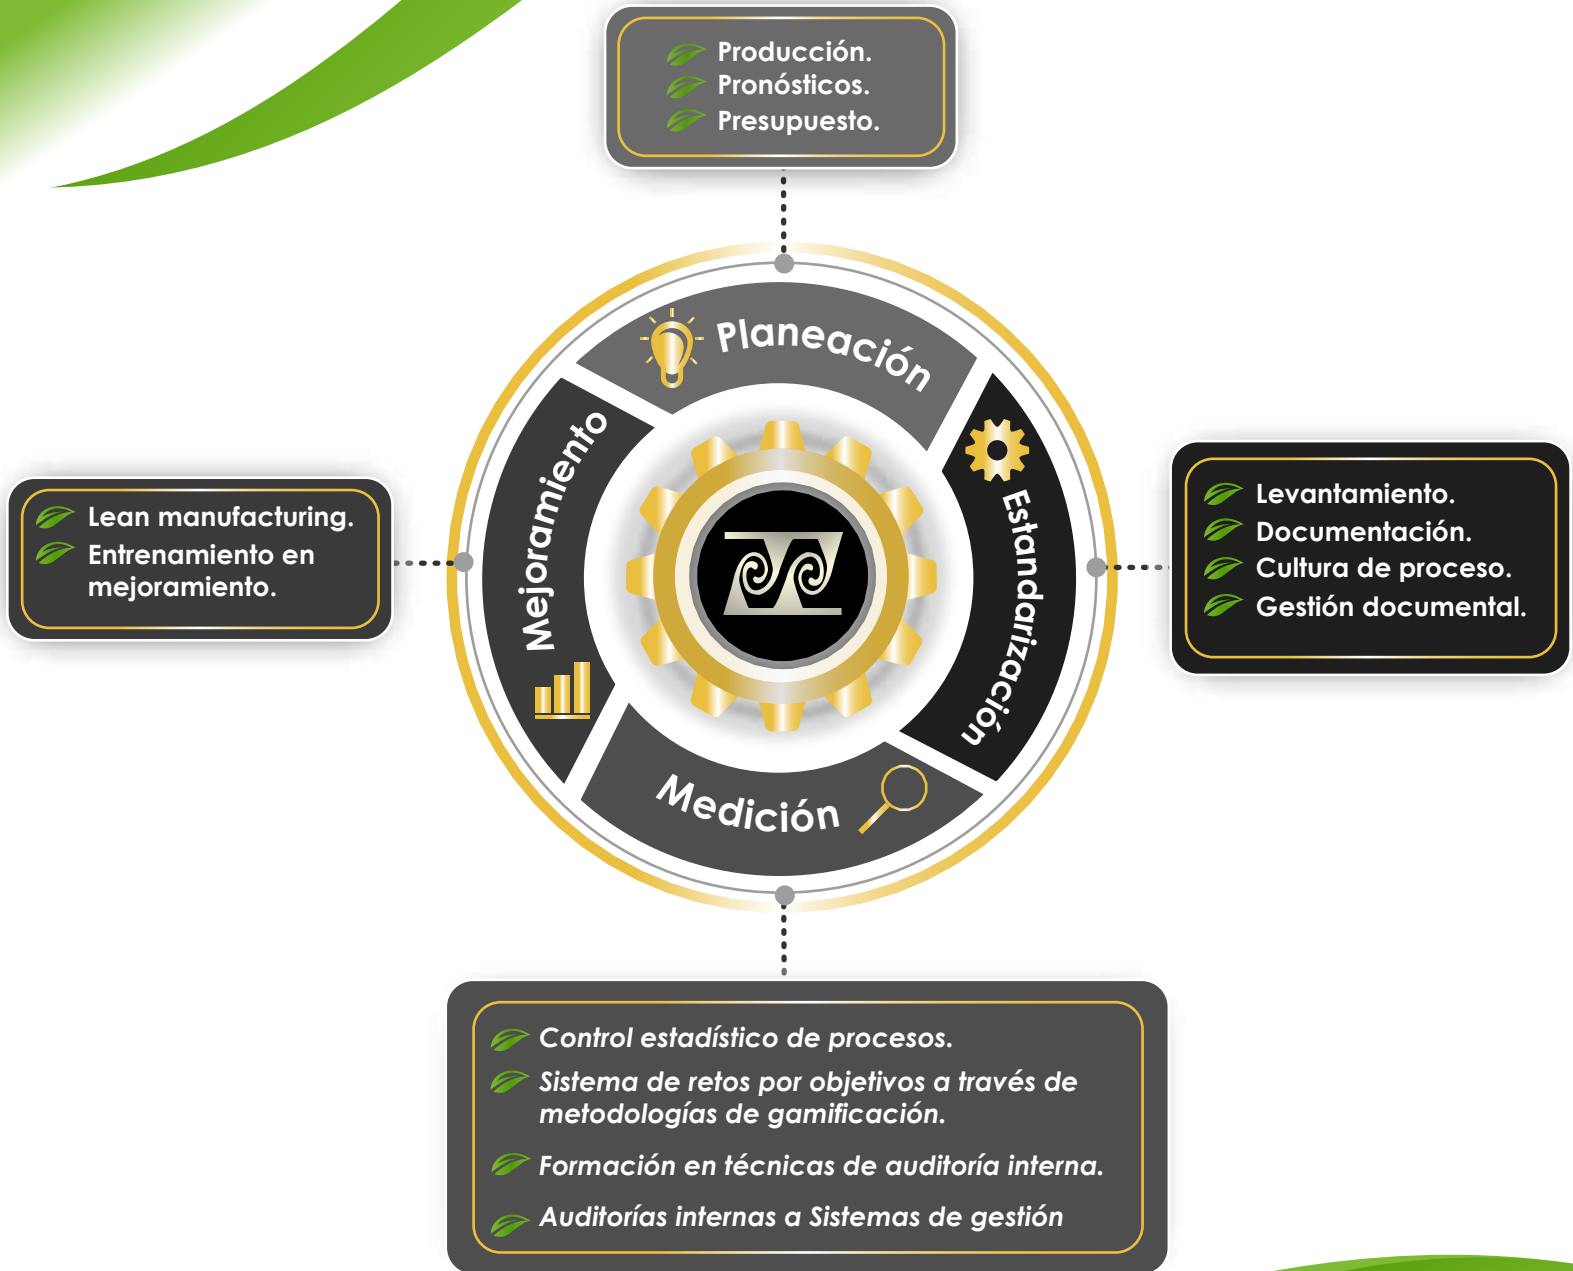 Producción.
Pronósticos.
Presupuesto.
Planeación
Mejoramiento
Estandarización
Medición
Lean manufacturing.
Entrenamiento en
mejoramiento.
Levantamiento.
Documentación.
Cultura de proceso.
Gestión documental.
Control estadístico de procesos.
Sistema de retos por objetivos a través de
metodologías de gamificación.
Formación en técnicas de auditoría interna.
Auditorías internas a Sistemas de gestión